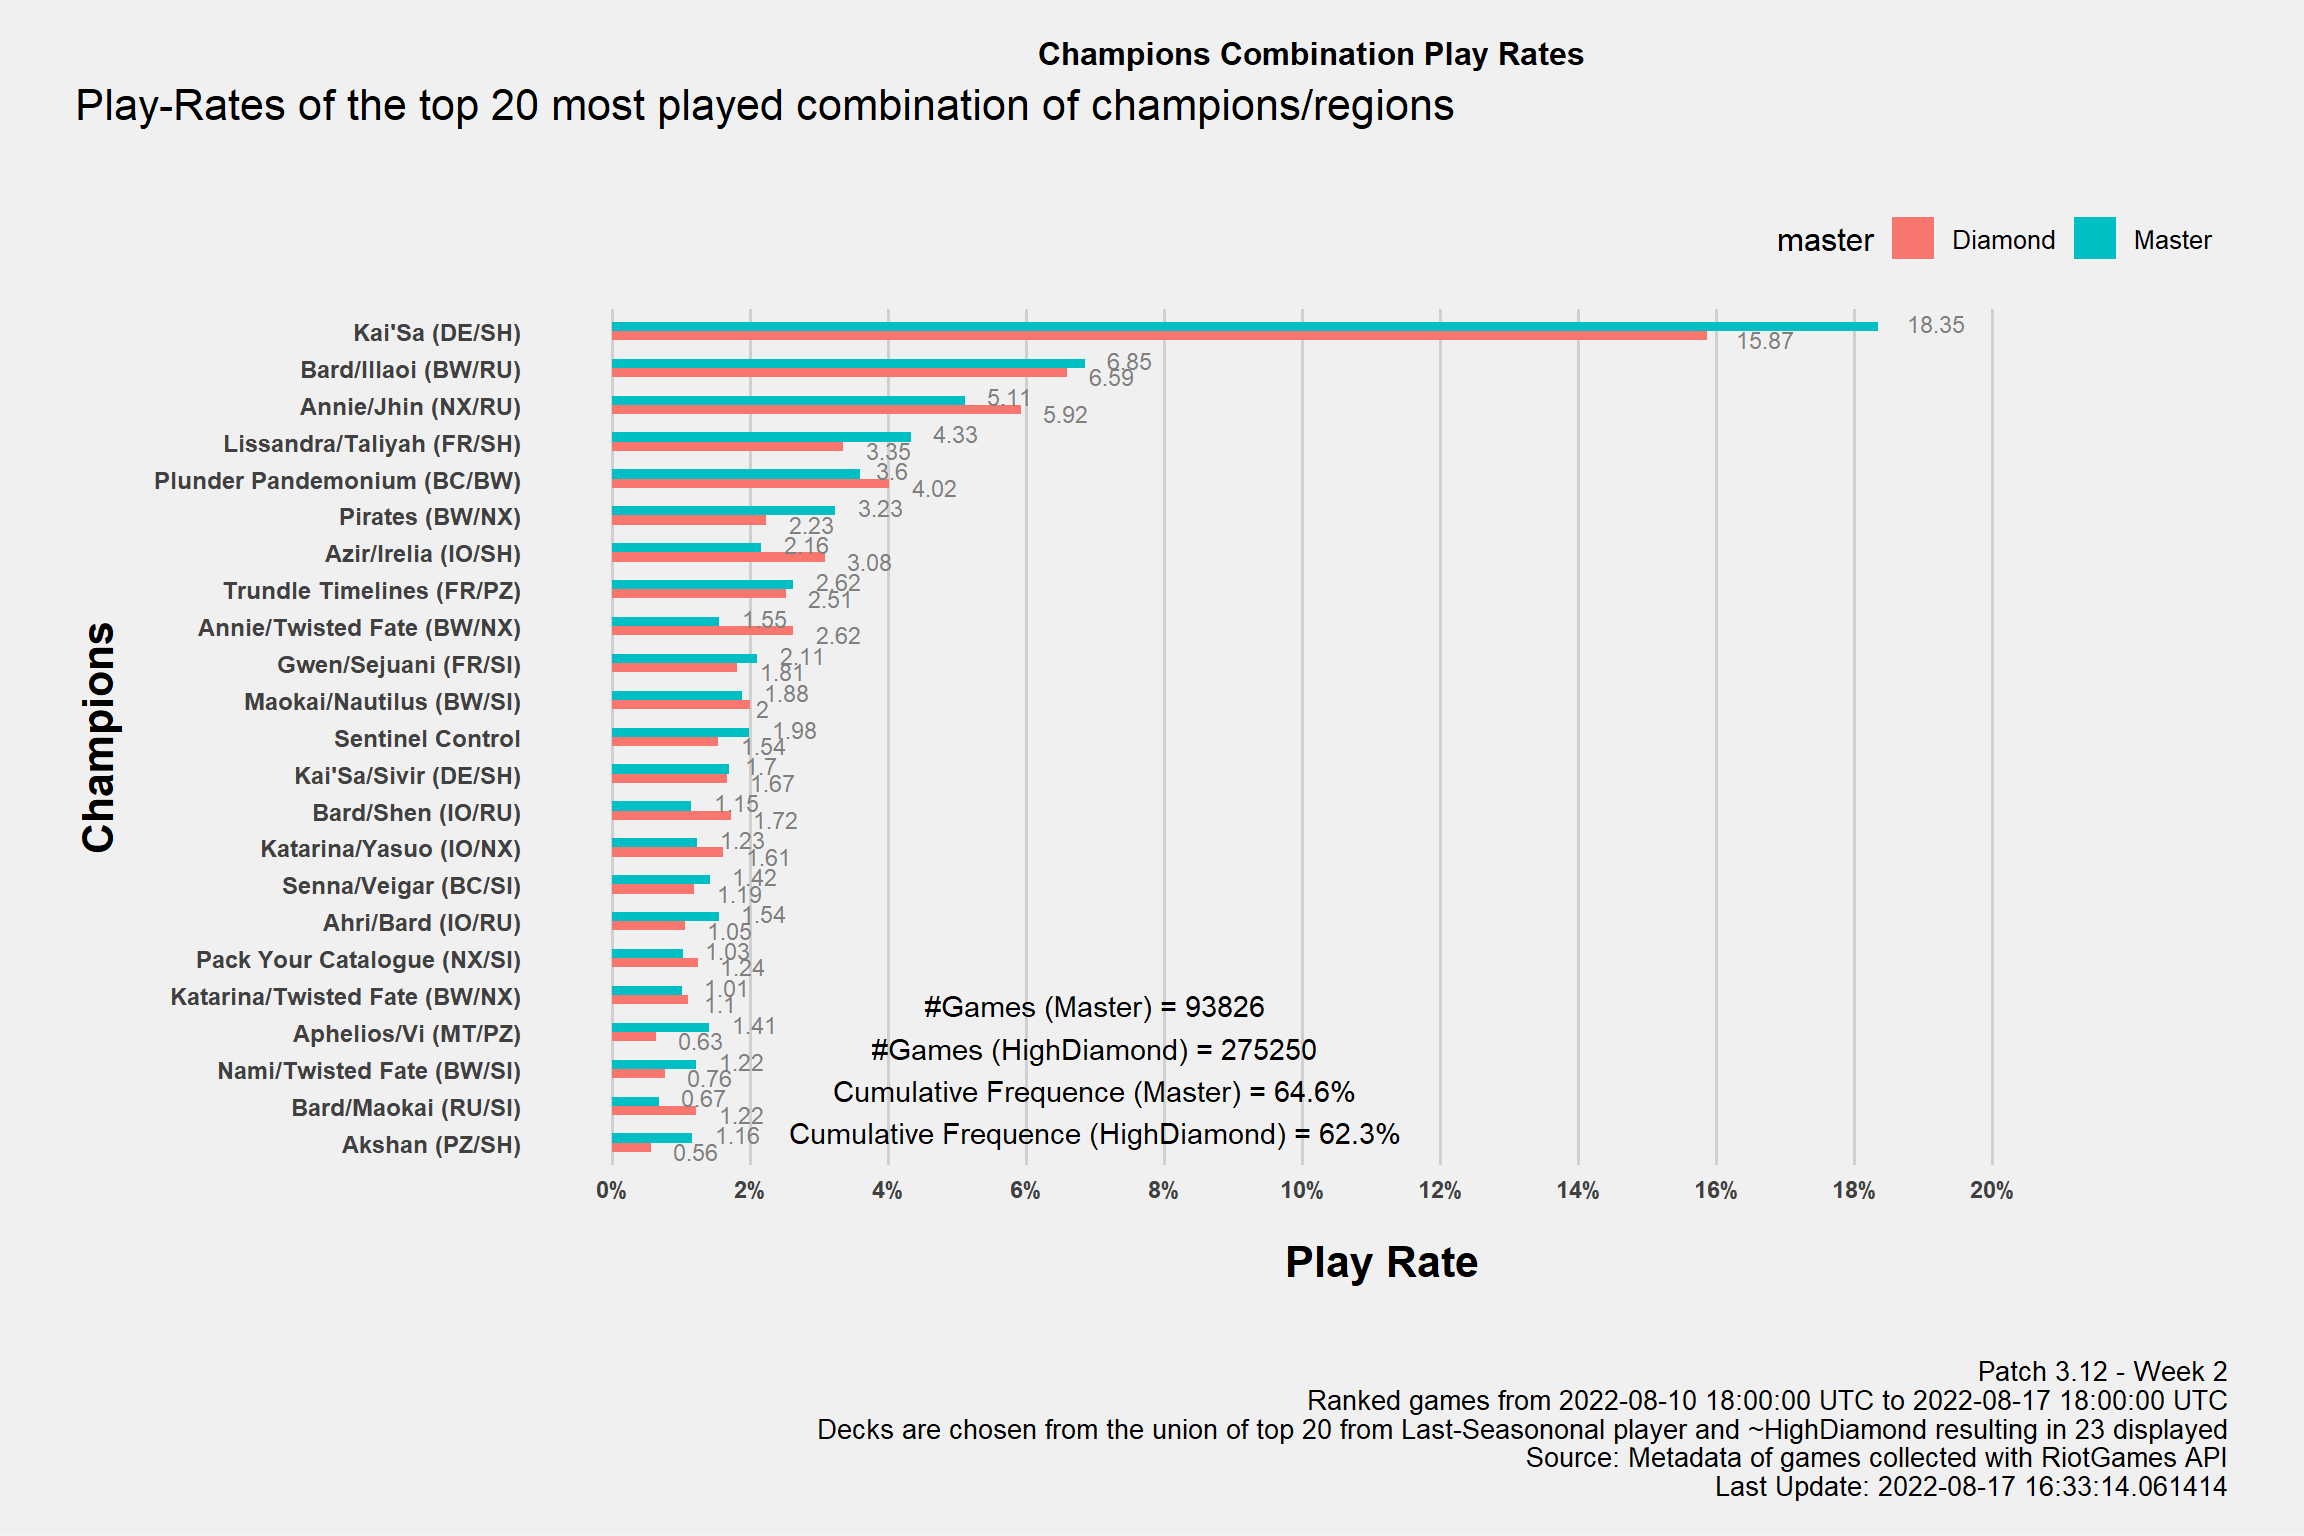 Champions Combination Play Rates
Play-Rates of the top 20 most played combination of champions/regions
master Diamond Master
Kai'Sa (DE/SH) 18.35
15.87
Bard/Illaoi (BW/RU) 6.85
6.59
Annie/Jhin (NX/RU) 5.11
5.92
Lissandra/Taliyah (FR/SH) 4.33
3.35
Plunder Pandemonium (BC/BW) 3.6
4.02
Pirates (BW/NX) 3.23
2.23
Azir/Irelia (IO/SH) 2.16
3.08
Trundle Timelines (FR/PZ) 2.62
2.51
Annie/Twisted Fate (BW/NX) 1.55
2.62
Gwen/Sejuani (FR/SI) 2.11
1.81
Maokai/Nautilus (BW/SI) 1.88
2
Sentinel Control 1.98
1.54
Kai'Sa/Sivir (DE/SH) 1.7
1.67
Bard/Shen (IO/RU) 1.15
1.72
Katarina/Yasuo (IO/NX) 1.23
1.61
Senna/Veigar (BC/SI) 1.42
1.19
Ahri/Bard (IO/RU) 1.54
1.05
Pack Your Catalogue (NX/SI) 1.03
1.24
Katarina/Twisted Fate (BW/NX) 1.01
1.1
Aphelios/Vi (MT/PZ) 1.41
0.63
Nami/Twisted Fate (BW/SI) 1.22
0.76
Bard/Maokai (RU/SI) 0.67
1.22
Akshan (PZ/SH) 1.16
0.56
#Games (Master) = 93826
#Games (HighDiamond) = 275250
Cumulative Frequence (Master) = 64.6%
Cumulative Frequence (HighDiamond) = 62.3%
Champions
0% 2% 4% 6% 8% 10% 12% 14% 16% 18% 20%
Play Rate
Patch 3.12 - Week 2
Ranked games from 2022-08-10 18:00:00 UTC to 2022-08-17 18:00:00 UTC
Decks are chosen from the union of top 20 from Last-Seasononal player and ~HighDiamond resulting in 23 displayed
Source: Metadata of games collected with RiotGames API
Last Update: 2022-08-17 16:33:14.061414